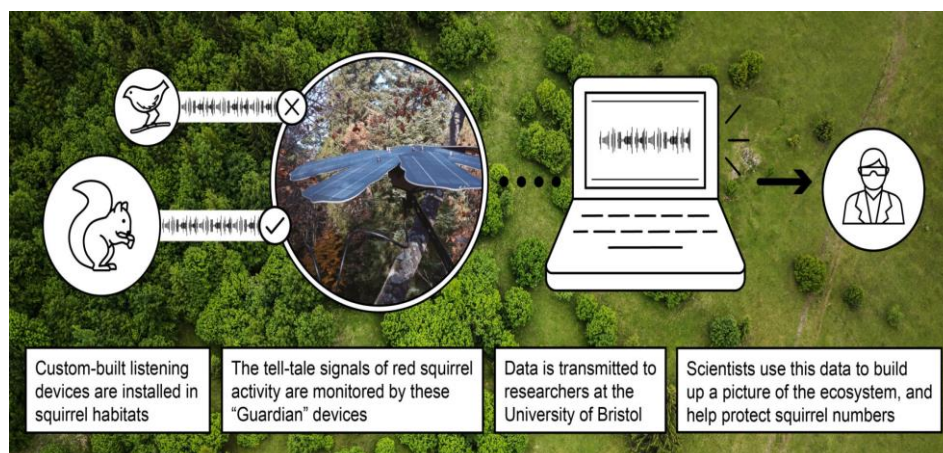 Custom-built listening
devices are installed in
squirrel habitats
The tell-tale signals of red squirrel
activity are monitored by these
“Guardian” devices
Data is transmitted to
researchers at the
University of Bristol
Scientists use this data to build
up a picture of the ecosystem, and
help protect squirrel numbers